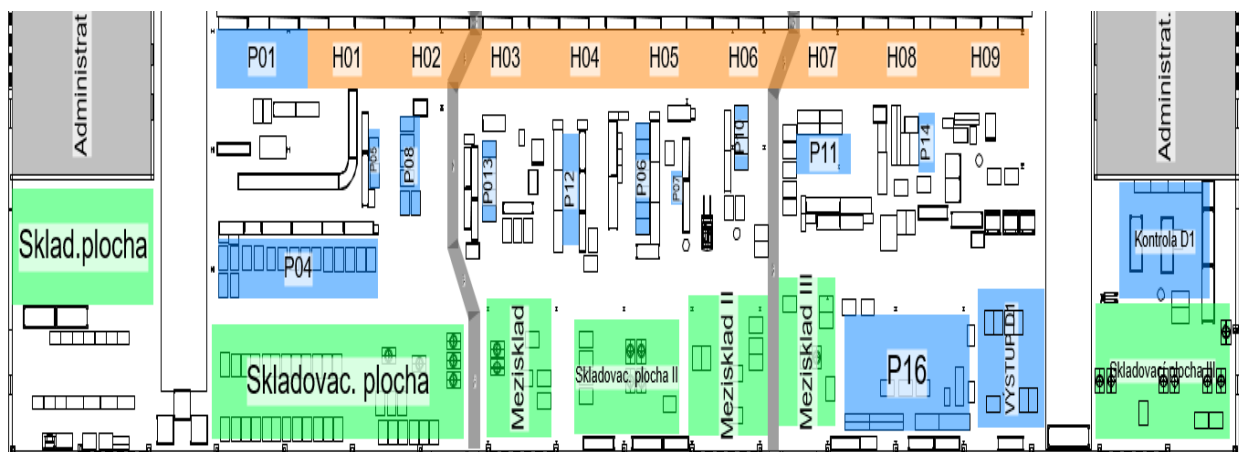 Administrat.
P01
H01
H02
H03
H04
H05
H06
H07
H08
H09
Administrat.
P05
P08
P013
P12
P06
P07
P10
P11
P14
Sklad.plocha
P04
Kontrola D1
Skladovac. plocha
Mezisklad
Skladovac. plocha II
Mezisklad II
Mezisklad III
P16
VÝSTUP D1
Skladovac. plocha III